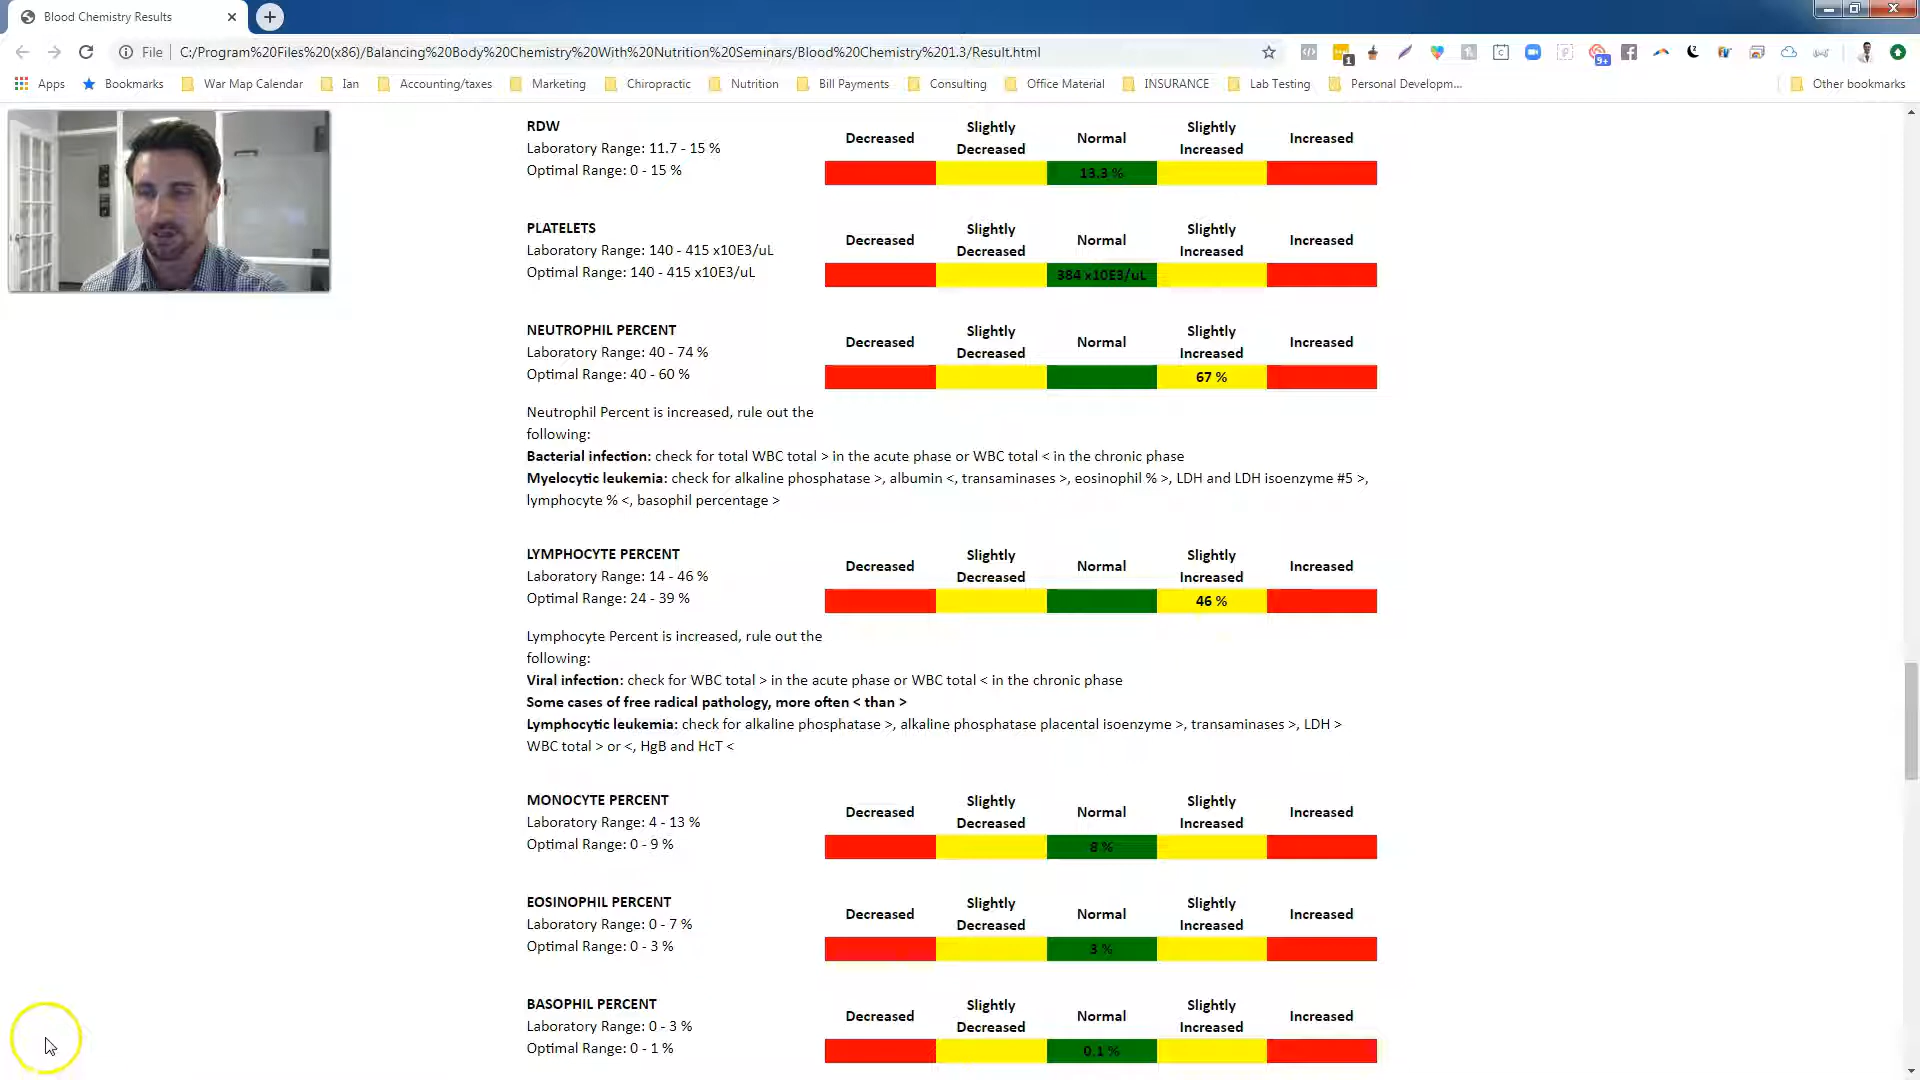 Blood Chemistry Results
File C:/Program%20Files%20(x86)/Balancing%20Body%20Chemistry%20With%20Nutrition%20Seminars/Blood%20Chemistry%201.3/Result.html
1
9+
Apps Bookmarks War Map Calendar Ian Accounting/taxes Marketing Chiropractic Nutrition Bill Payments Consulting Office Material INSURANCE Lab Testing Personal Developm... Other bookmarks
RDW
Laboratory Range: 11.7 - 15 %
Optimal Range: 0 - 15 %
Decreased Slightly Decreased Normal Slightly Increased Increased
13.3 %
PLATELETS
Laboratory Range: 140 - 415 x10E3/uL
Optimal Range: 140 - 415 x10E3/uL
Decreased Slightly Decreased Normal Slightly Increased Increased
384 x10E3/uL
NEUTROPHIL PERCENT
Laboratory Range: 40 - 74 %
Optimal Range: 40 - 60 %
Decreased Slightly Decreased Normal Slightly Increased Increased
67 %
Neutrophil Percent is increased, rule out the
following:
Bacterial infection: check for total WBC total > in the acute phase or WBC total < in the chronic phase
Myelocytic leukemia: check for alkaline phosphatase >, albumin <, transaminases >, eosinophil % >, LDH and LDH isoenzyme #5 >,
lymphocyte % <, basophil percentage >
LYMPHOCYTE PERCENT
Laboratory Range: 14 - 46 %
Optimal Range: 24 - 39 %
Decreased Slightly Decreased Normal Slightly Increased Increased
46 %
Lymphocyte Percent is increased, rule out the
following:
Viral infection: check for WBC total > in the acute phase or WBC total < in the chronic phase
Some cases of free radical pathology, more often < than >
Lymphocytic leukemia: check for alkaline phosphatase >, alkaline phosphatase placental isoenzyme >, transaminases >, LDH >
WBC total > or <, HgB and HcT <
MONOCYTE PERCENT
Laboratory Range: 4 - 13 %
Optimal Range: 0 - 9 %
Decreased Slightly Decreased Normal Slightly Increased Increased
8 %
EOSINOPHIL PERCENT
Laboratory Range: 0 - 7 %
Optimal Range: 0 - 3 %
Decreased Slightly Decreased Normal Slightly Increased Increased
3 %
BASOPHIL PERCENT
Laboratory Range: 0 - 3 %
Optimal Range: 0 - 1 %
Decreased Slightly Decreased Normal Slightly Increased Increased
0.1 %